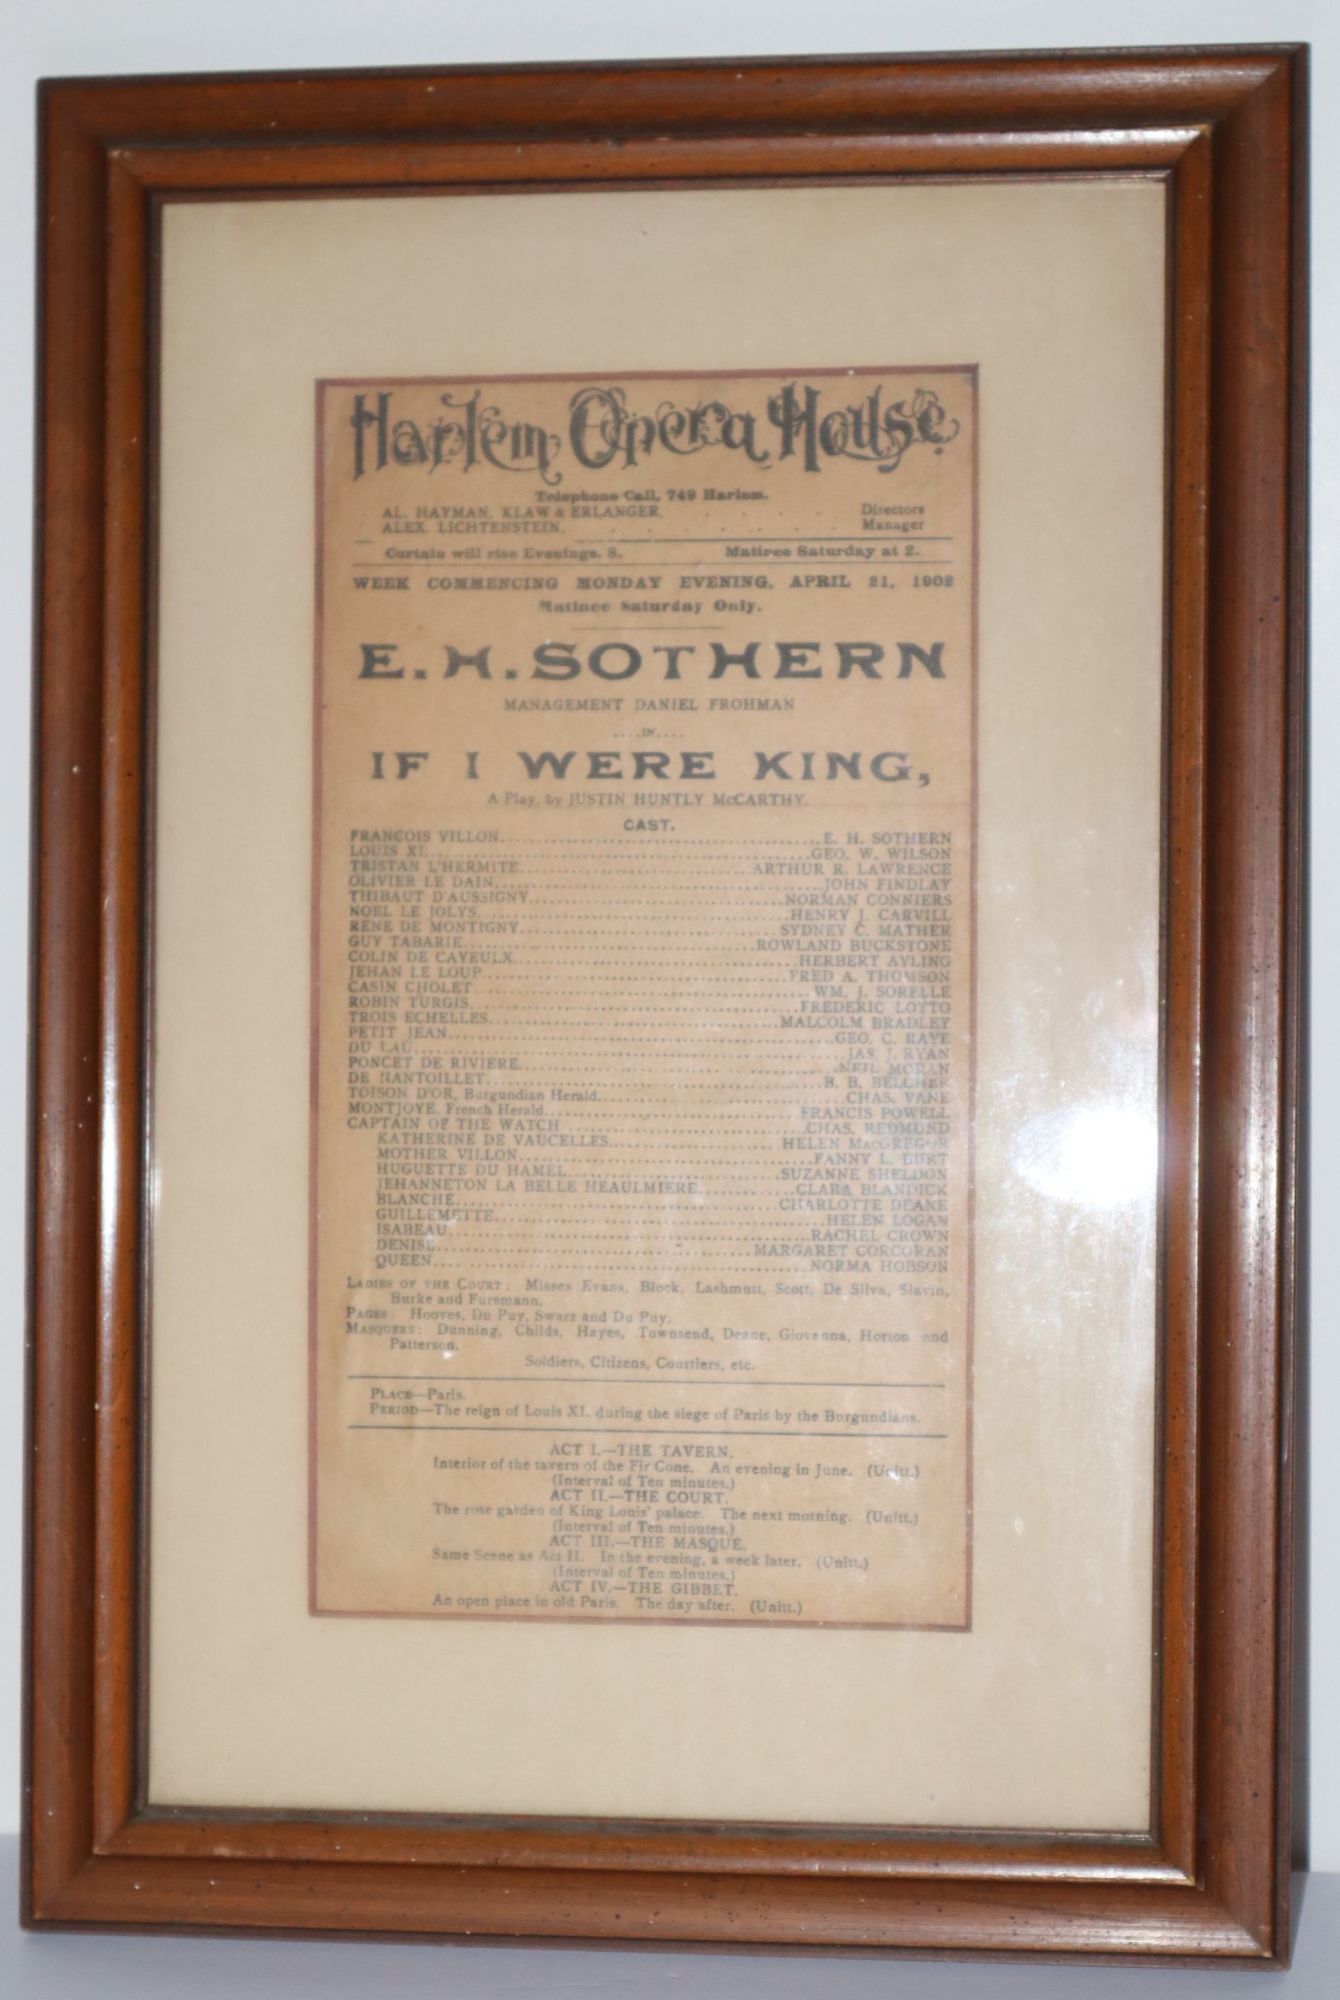 Harlem Opera House.
Telephone Call, 749 Harlem.
AL. HAYMAN, KLAW & ERLANGER, . . . . . Directors
ALEX. LICHTENSTEIN, . . . . . . . . Manager
Curtain will rise Evenings. 8. Matinee Saturday at 2.
WEEK COMMENCING MONDAY EVENING, APRIL 21, 1902
Matinee Saturday Only.
E. H. SOTHERN
MANAGEMENT DANIEL FROHMAN
....IN....
IF I WERE KING,
A Play, by JUSTIN HUNTLY McCARTHY.
CAST.
FRANCOIS VILLON........E. H. SOTHERN
LOUIS XI........GEO. W. WILSON
TRISTAN L'HERMITE........ARTHUR R. LAWRENCE
OLIVIER LE DAIN........JOHN FINDLAY
THIBAUT D'AUSSIGNY........NORMAN CONNIERS
NOEL LE JOLYS........HENRY J. CARVILL
RENE DE MONTIGNY........SYDNEY C. MATHER
GUY TABARIE........ROWLAND BUCKSTONE
COLIN DE CAYEULX........HERBERT AYLING
JEHAN LE LOUP........FRED A. THOMSON
CASIN CHOLET........WM. J. SORELLE
ROBIN TURGIS........FREDERIC LOTTO
TROIS ECHELLES........MALCOLM BRADLEY
PETIT JEAN........GEO. C. RAYE
DU LAU........JAS. J. RYAN
PONCET DE RIVIERE........NEIL MORAN
DE NANTOILLET........B. B. BELCHER
TOISON D'OR, Burgundian Herald........CHAS. VANE
MONTJOYE, French Herald........FRANCIS POWELL
CAPTAIN OF THE WATCH........CHAS. REDMUND
KATHERINE DE VAUCELLES........HELEN MACGREGOR
MOTHER VILLON........FANNY L. BURT
HUGUETTE DU HAMEL........SUZANNE SHELDON
JEHANNETON LA BELLE HEAULMIERE........CLARA BLANDICK
BLANCHE........CHARLOTTE DEANE
GUILLEMETTE........HELEN LOGAN
ISABEAU........RACHEL CROWN
DENISE........MARGARET CORCORAN
QUEEN........NORMA HOBSON
LADIES OF THE COURT: Misses Evans, Block, Lashmutt, Scott, De Silva, Slavin,
Burke and Fursmann.
PAGES: Hooves, Du Puy, Swarz and Du Puy.
MASQUERS: Dunning, Childs, Hayes, Townsend, Deane, Giovanna, Horton and
Patterson.
Soldiers, Citizens, Courtiers, etc.
PLACE—Paris.
PERIOD—The reign of Louis XI. during the siege of Paris by the Burgundians.
ACT I.—THE TAVERN.
Interior of the tavern of the Fir Cone. An evening in June. (Unitt.)
(Interval of Ten minutes.)
ACT II.—THE COURT.
The rose garden of King Louis' palace. The next morning. (Unitt.)
(Interval of Ten minutes.)
ACT III.—THE MASQUE.
Same Scene as Act II. In the evening, a week later. (Unitt.)
(Interval of Ten minutes.)
ACT IV.—THE GIBBET.
An open place in old Paris. The day after. (Unitt.)